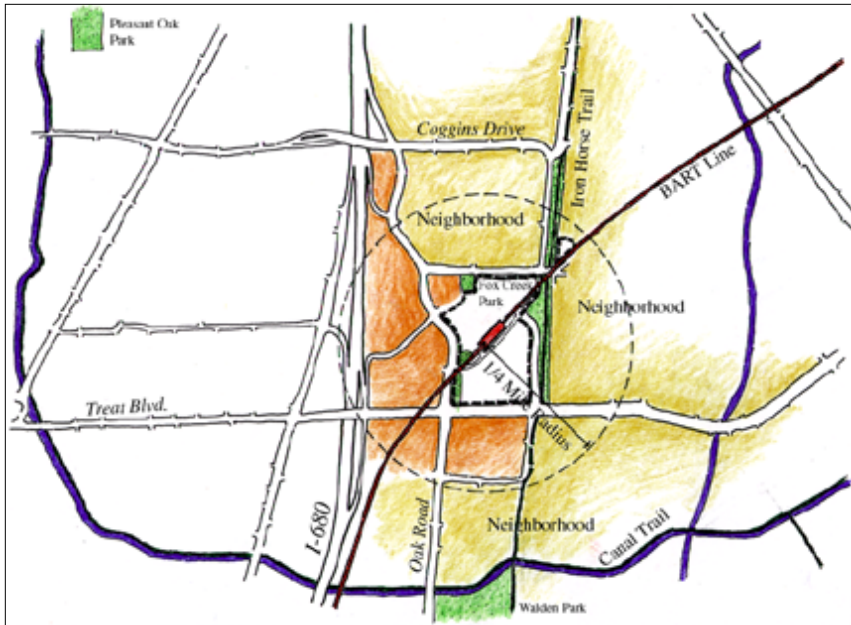 Pleasant Oak
Park
Coggins Drive
Iron Horse Trail
BART Line
Neighborhood
Fox Creek
Park
Neighborhood
1/4 Mile Radius
Treat Blvd.
I-680
Oak Road
Neighborhood
Canal Trail
Walden Park